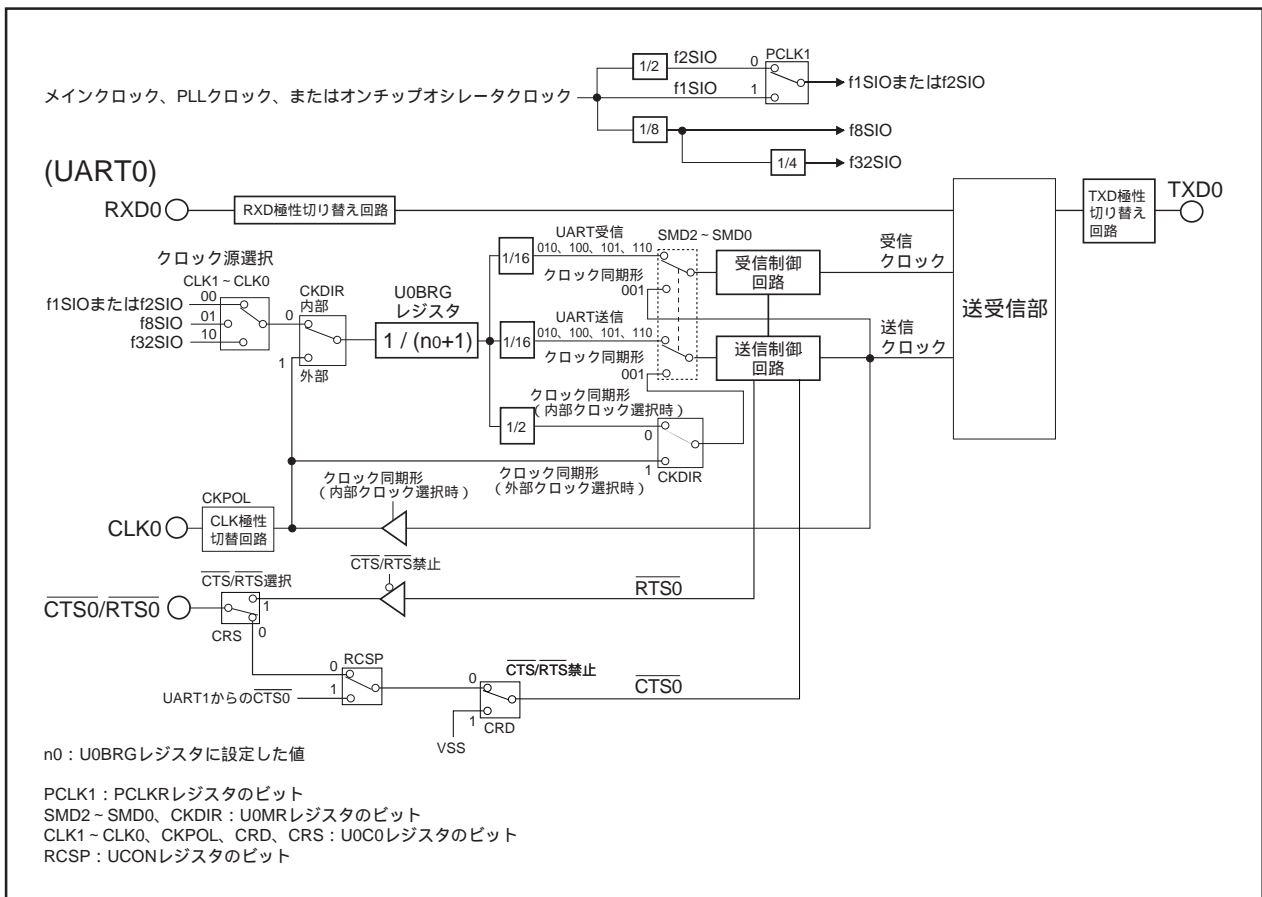 1/2
f2SIO
0
PCLK1
メインクロック、PLLクロック、またはオンチップオシレータクロック
f1SIO
1
f1SIOまたはf2SIO
1/8
f8SIO
1/4
f32SIO
(UART0)
RXD0
RXD極性切り替え回路
TXD極性
切り替え
回路
TXD0
クロック源選択
CLK1~CLK0
f1SIOまたはf2SIO
00
f8SIO
01
f32SIO
10
CKDIR
内部
0
1
外部
U0BRG
レジスタ
1 / (n0+1)
1/16
UART受信
010、100、101、110
クロック同期形
001
SMD2~SMD0
受信制御
回路
受信
クロック
1/16
UART送信
010、100、101、110
クロック同期形
001
送信制御
回路
送信
クロック
送受信部
1/2
クロック同期形
(内部クロック選択時)
0
1
CKDIR
クロック同期形
(外部クロック選択時)
クロック同期形
(内部クロック選択時)
CKPOL
CLK0
CLK極性
切替回路
CTS/RTS禁止
CTS/RTS選択
CTS0/RTS0
1
0
CRS
RTS0
RCSP
0
1
UART1からのCTS0
CTS/RTS禁止
0
1
CRD
VSS
CTS0
n0:U0BRGレジスタに設定した値
PCLK1:PCLKRレジスタのビット
SMD2~SMD0、CKDIR:U0MRレジスタのビット
CLK1~CLK0、CKPOL、CRD、CRS:U0C0レジスタのビット
RCSP:UCONレジスタのビット